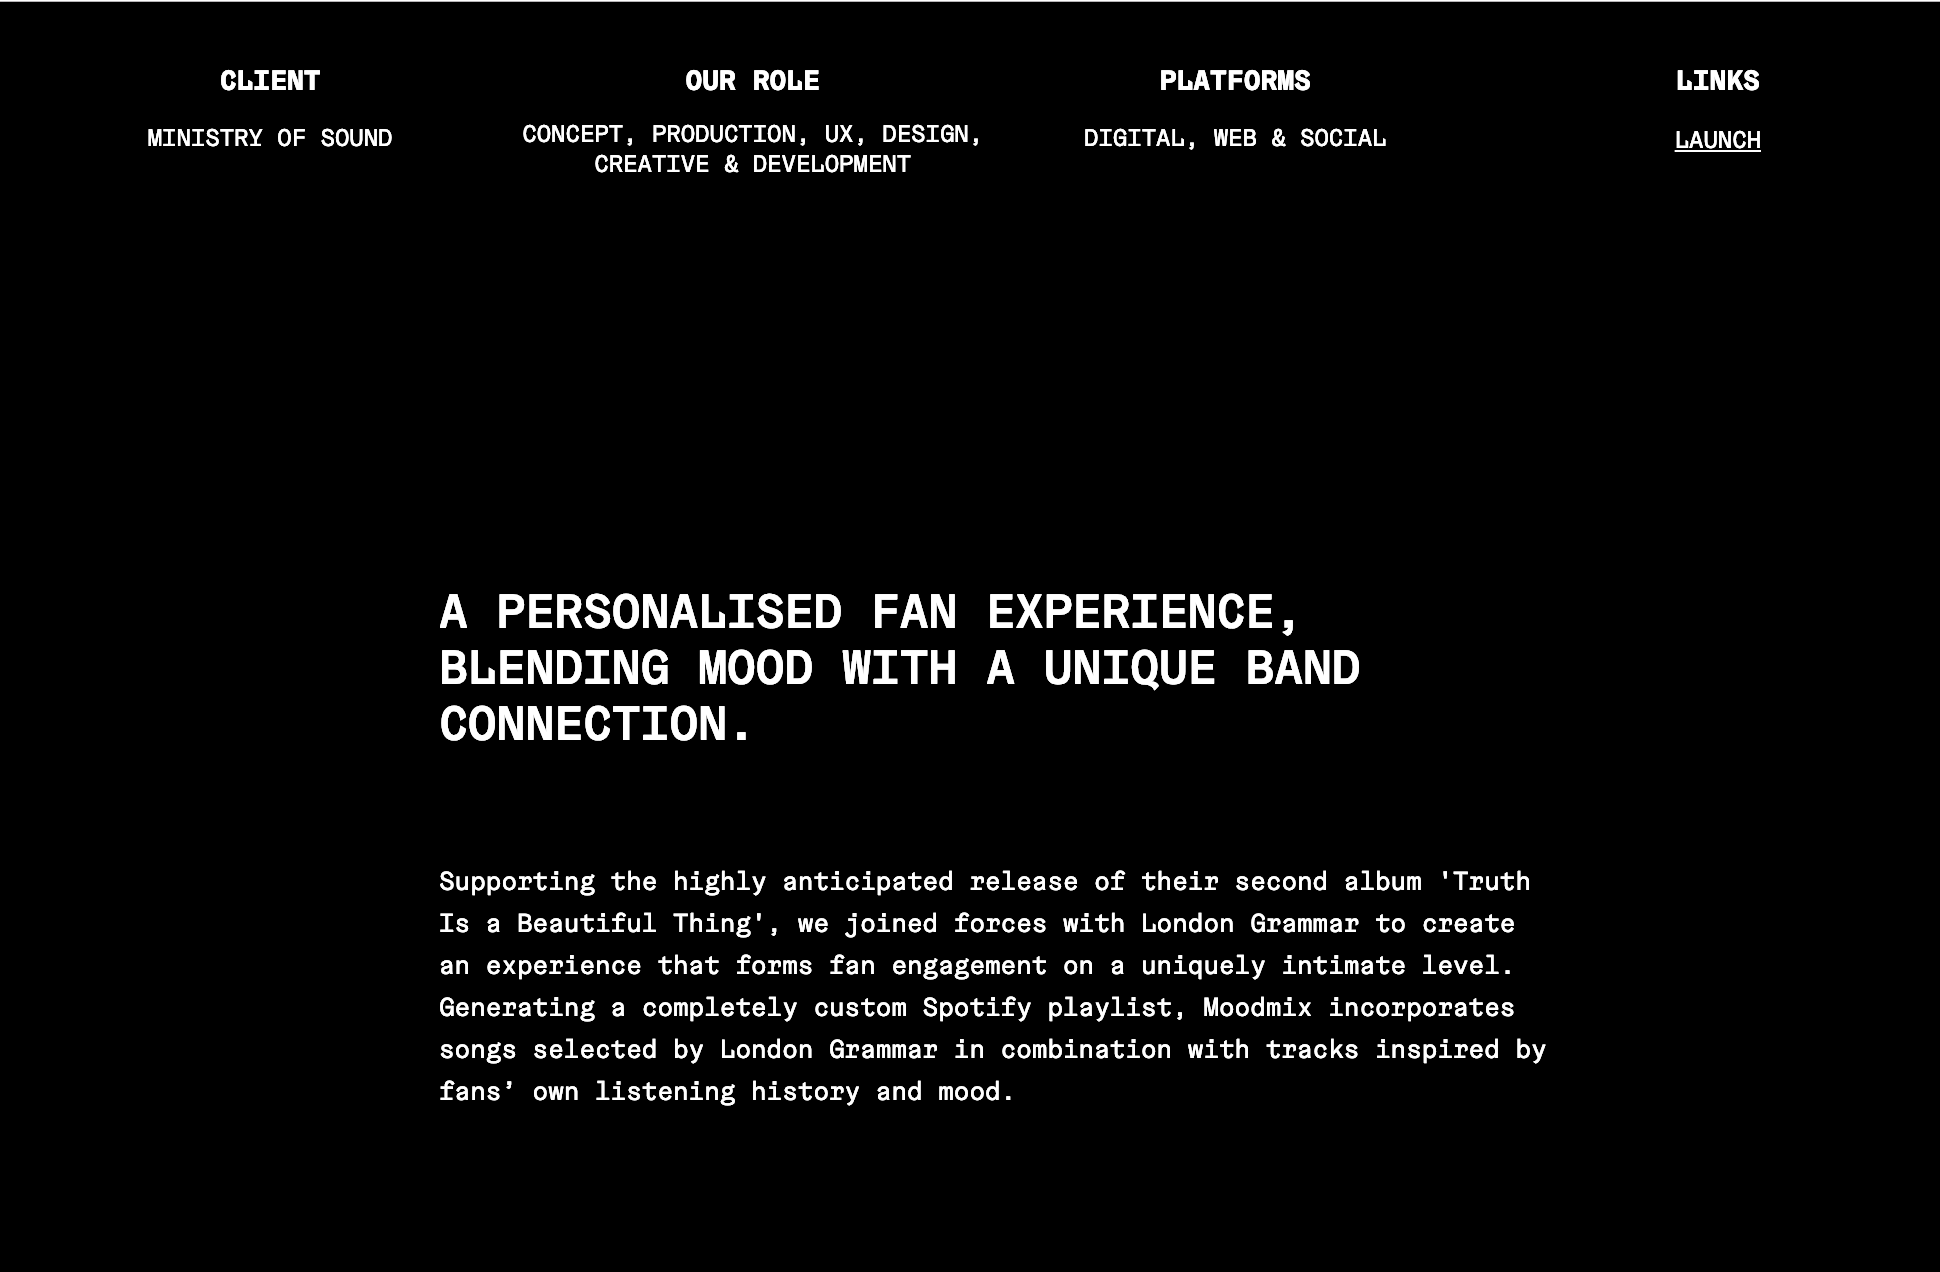 CLIENT
MINISTRY OF SOUND
OUR ROLE
CONCEPT, PRODUCTION, UX, DESIGN,
CREATIVE & DEVELOPMENT
PLATFORMS
DIGITAL, WEB & SOCIAL
LINKS
LAUNCH
A PERSONALISED FAN EXPERIENCE,
BLENDING MOOD WITH A UNIQUE BAND
CONNECTION.
Supporting the highly anticipated release of their second album 'Truth
Is a Beautiful Thing', we joined forces with London Grammar to create
an experience that forms fan engagement on a uniquely intimate level.
Generating a completely custom Spotify playlist, Moodmix incorporates
songs selected by London Grammar in combination with tracks inspired by
fans’ own listening history and mood.